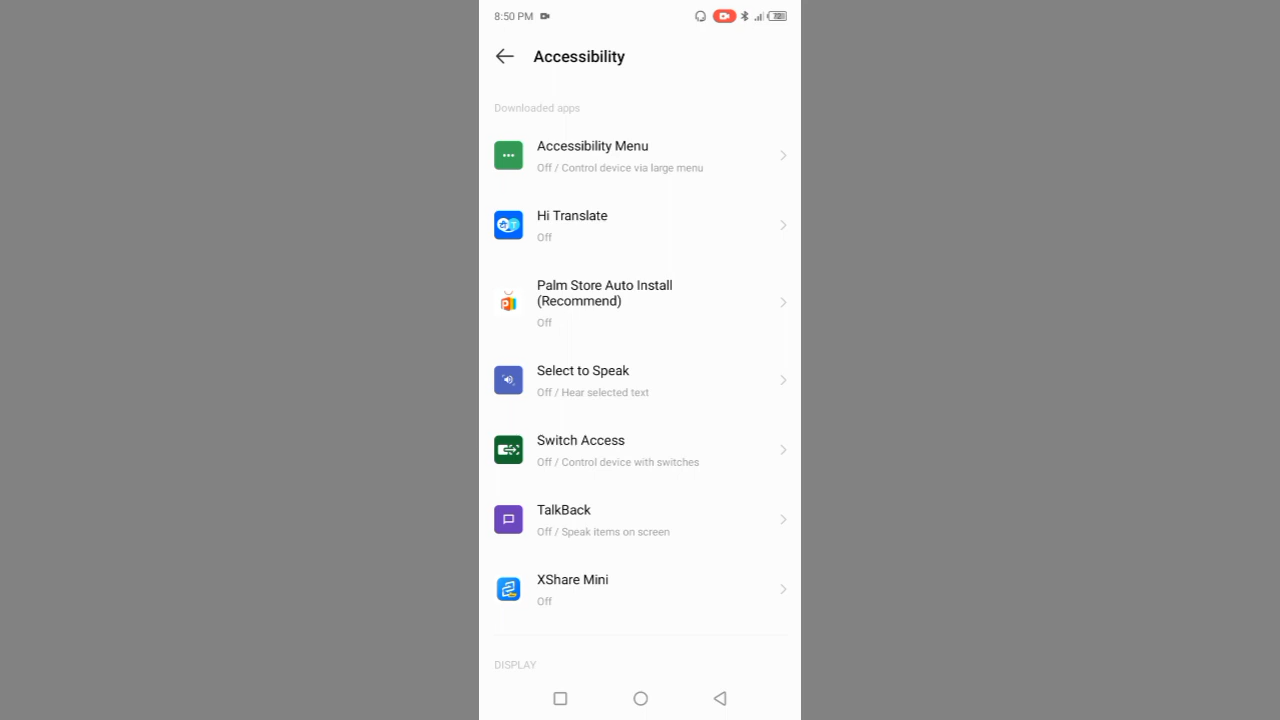 8:50 PM
72
Accessibility
Downloaded apps
Accessibility Menu
Off / Control device via large menu
Hi Translate
Off
Palm Store Auto Install
(Recommend)
Off
Select to Speak
Off / Hear selected text
Switch Access
Off / Control device with switches
TalkBack
Off / Speak items on screen
XShare Mini
Off
DISPLAY